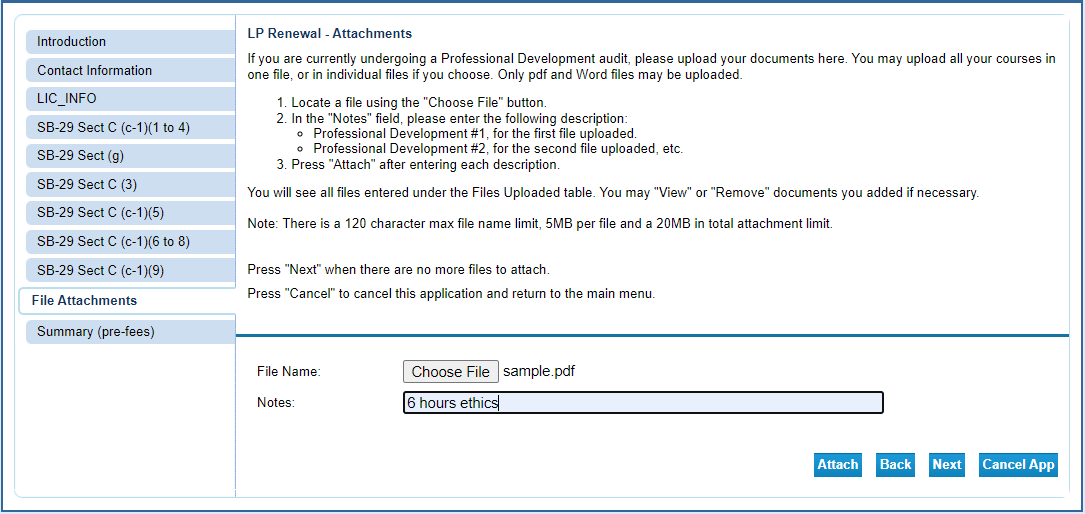 Introduction
Contact Information
LIC_INFO
SB-29 Sect C (c-1)(1 to 4)
SB-29 Sect (g)
SB-29 Sect C (3)
SB-29 Sect C (c-1)(5)
SB-29 Sect C (c-1)(6 to 8)
SB-29 Sect C (c-1)(9)
File Attachments
Summary (pre-fees)
LP Renewal - Attachments
If you are currently undergoing a Professional Development audit, please upload your documents here. You may upload all your courses in
one file, or in individual files if you choose. Only pdf and Word files may be uploaded.
1. Locate a file using the "Choose File" button.
2. In the "Notes" field, please enter the following description:
Professional Development #1, for the first file uploaded.
Professional Development #2, for the second file uploaded, etc.
3. Press "Attach" after entering each description.
You will see all files entered under the Files Uploaded table. You may "View" or "Remove" documents you added if necessary.
Note: There is a 120 character max file name limit, 5MB per file and a 20MB in total attachment limit.
Press "Next" when there are no more files to attach.
Press "Cancel" to cancel this application and return to the main menu.
File Name: Choose File sample.pdf
Notes: 6 hours ethics
Attach Back Next Cancel App